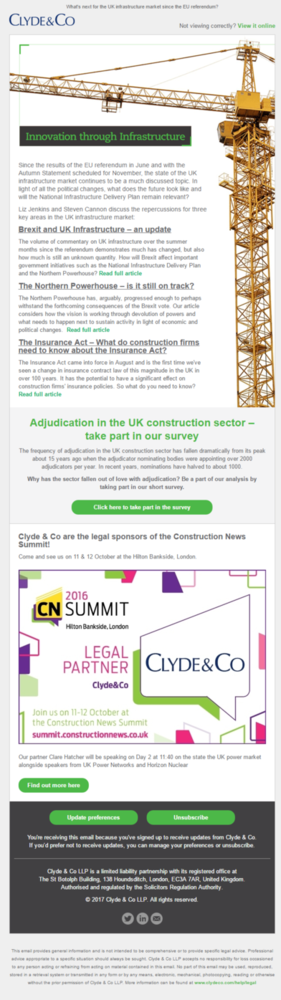 What's next for the UK infrastructure market since the EU referendum?
CLYDE&CO
Not viewing correctly? View it online
Innovation through Infrastructure
Since the results of the EU referendum in June and with the
Autumn Statement scheduled for November, the state of the UK
infrastructure market continues to be a much discussed topic. In
light of all the political changes, what does the future look like and
will the National Infrastructure Delivery Plan remain relevant?
Liz Jenkins and Steven Cannon discuss the repercussions for three
key areas in the UK infrastructure market:
Brexit and UK Infrastructure – an update
The volume of commentary on UK infrastructure over the summer
months since the referendum demonstrates much has changed, but also
how much is still an unknown quantity. How will Brexit affect important
government initiatives such as the National Infrastructure Delivery Plan
and the Northern Powerhouse? Read full article
The Northern Powerhouse – is it still on track?
The Northern Powerhouse has, arguably, progressed enough to perhaps
withstand the forthcoming consequences of the Brexit vote. Our article
considers how the vision is working through devolution of powers and
what needs to happen next to sustain activity in light of economic and
political changes. Read full article
The Insurance Act – What do construction firms
need to know about the Insurance Act?
The Insurance Act came into force in August and is the first time we've
seen a change in insurance contract law of this magnitude in the UK in
over 100 years. It has the potential to have a significant effect on
construction firms' insurance policies. So what do you need to know?
Read full article
Adjudication in the UK construction sector –
take part in our survey
The frequency of adjudication in the UK construction sector has fallen dramatically from its peak
about 15 years ago when the adjudicator nominating bodies were appointing over 2000
adjudicators per year. In recent years, nominations have halved to about 1000.
Why has the sector fallen out of love with adjudication? Be a part of our analysis by
taking part in our short survey.
Click here to take part in the survey
Clyde & Co are the legal sponsors of the Construction News
Summit!
Come and see us on 11 & 12 October at the Hilton Bankside, London.
2016
CN SUMMIT
Hilton Bankside, London
LEGAL
PARTNER
Clyde&Co
CLYDE&CO
Join us on 11-12 October at
the Construction News Summit
summit.constructionnews.co.uk
Our partner Clare Hatcher will be speaking on Day 2 at 11:40 on the state the UK power market
alongside speakers from UK Power Networks and Horizon Nuclear
Find out more here
Update preferences
Unsubscribe
You're receiving this email because you've signed up to receive updates from Clyde & Co.
If you'd prefer not to receive updates, you can manage your preferences or unsubscribe.
Clyde & Co LLP is a limited liability partnership with its registered office at
The St Botolph Building, 138 Houndsditch, London, EC3A 7AR, United Kingdom.
Authorised and regulated by the Solicitors Regulation Authority.
© 2017 Clyde & Co LLP. All rights reserved.
This email provides general information and is not intended to be comprehensive or to provide specific legal advice. Professional
advice appropriate to a specific situation should always be sought. Clyde & Co LLP accepts no responsibility for loss occasioned
to any person acting or refraining from acting on material contained in this email. No part of this email may be used, reproduced,
stored in a retrieval system or transmitted in any form or by any means, electronic, mechanical, photocopying, reading or otherwise
without the prior permission of Clyde & Co LLP. More information can be found at www.clydeco.com/help/legal